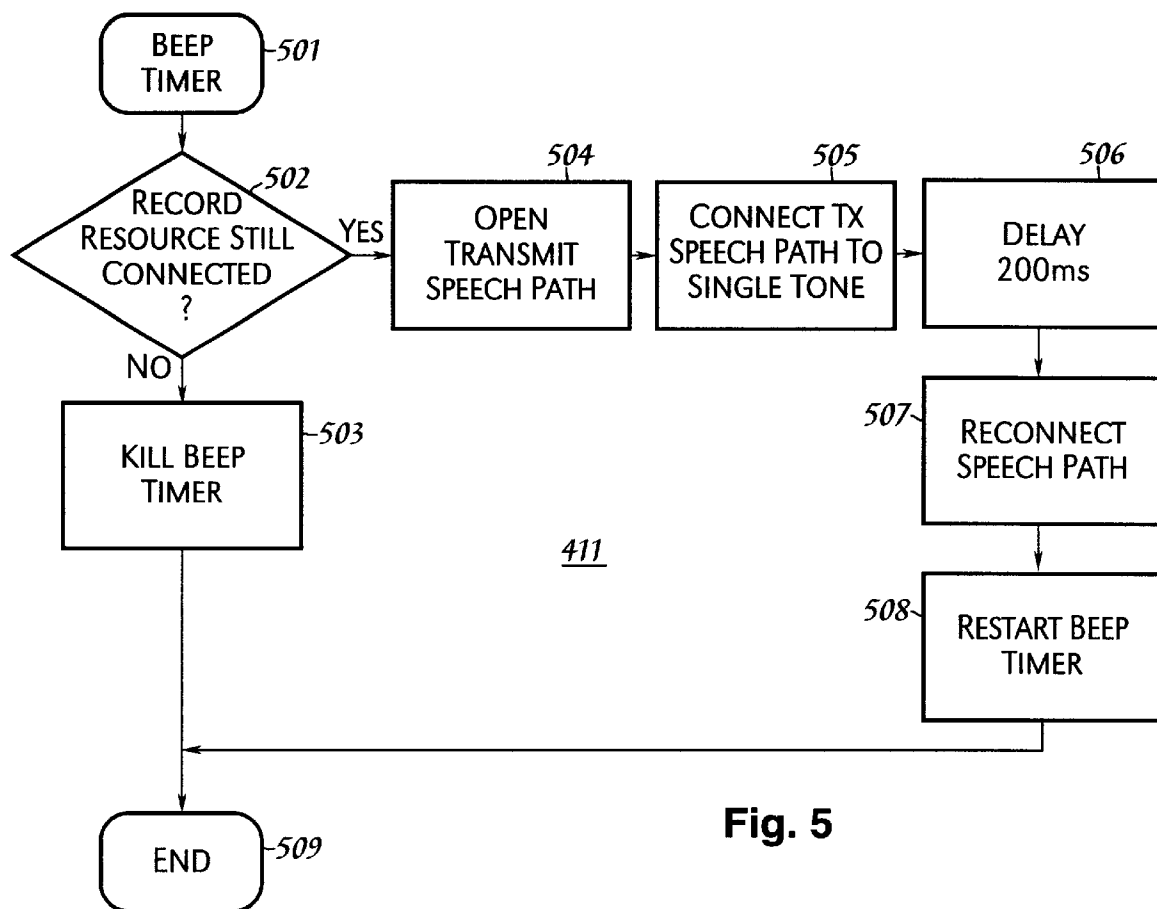 BEEP
TIMER
501
502
RECORD
RESOURCE STILL
CONNECTED
?
YES
NO
504
OPEN
TRANSMIT
SPEECH PATH
505
CONNECT TX
SPEECH PATH TO
SINGLE TONE
506
DELAY
200ms
503
KILL BEEP
TIMER
507
RECONNECT
SPEECH PATH
411
508
RESTART BEEP
TIMER
Fig. 5
END
509